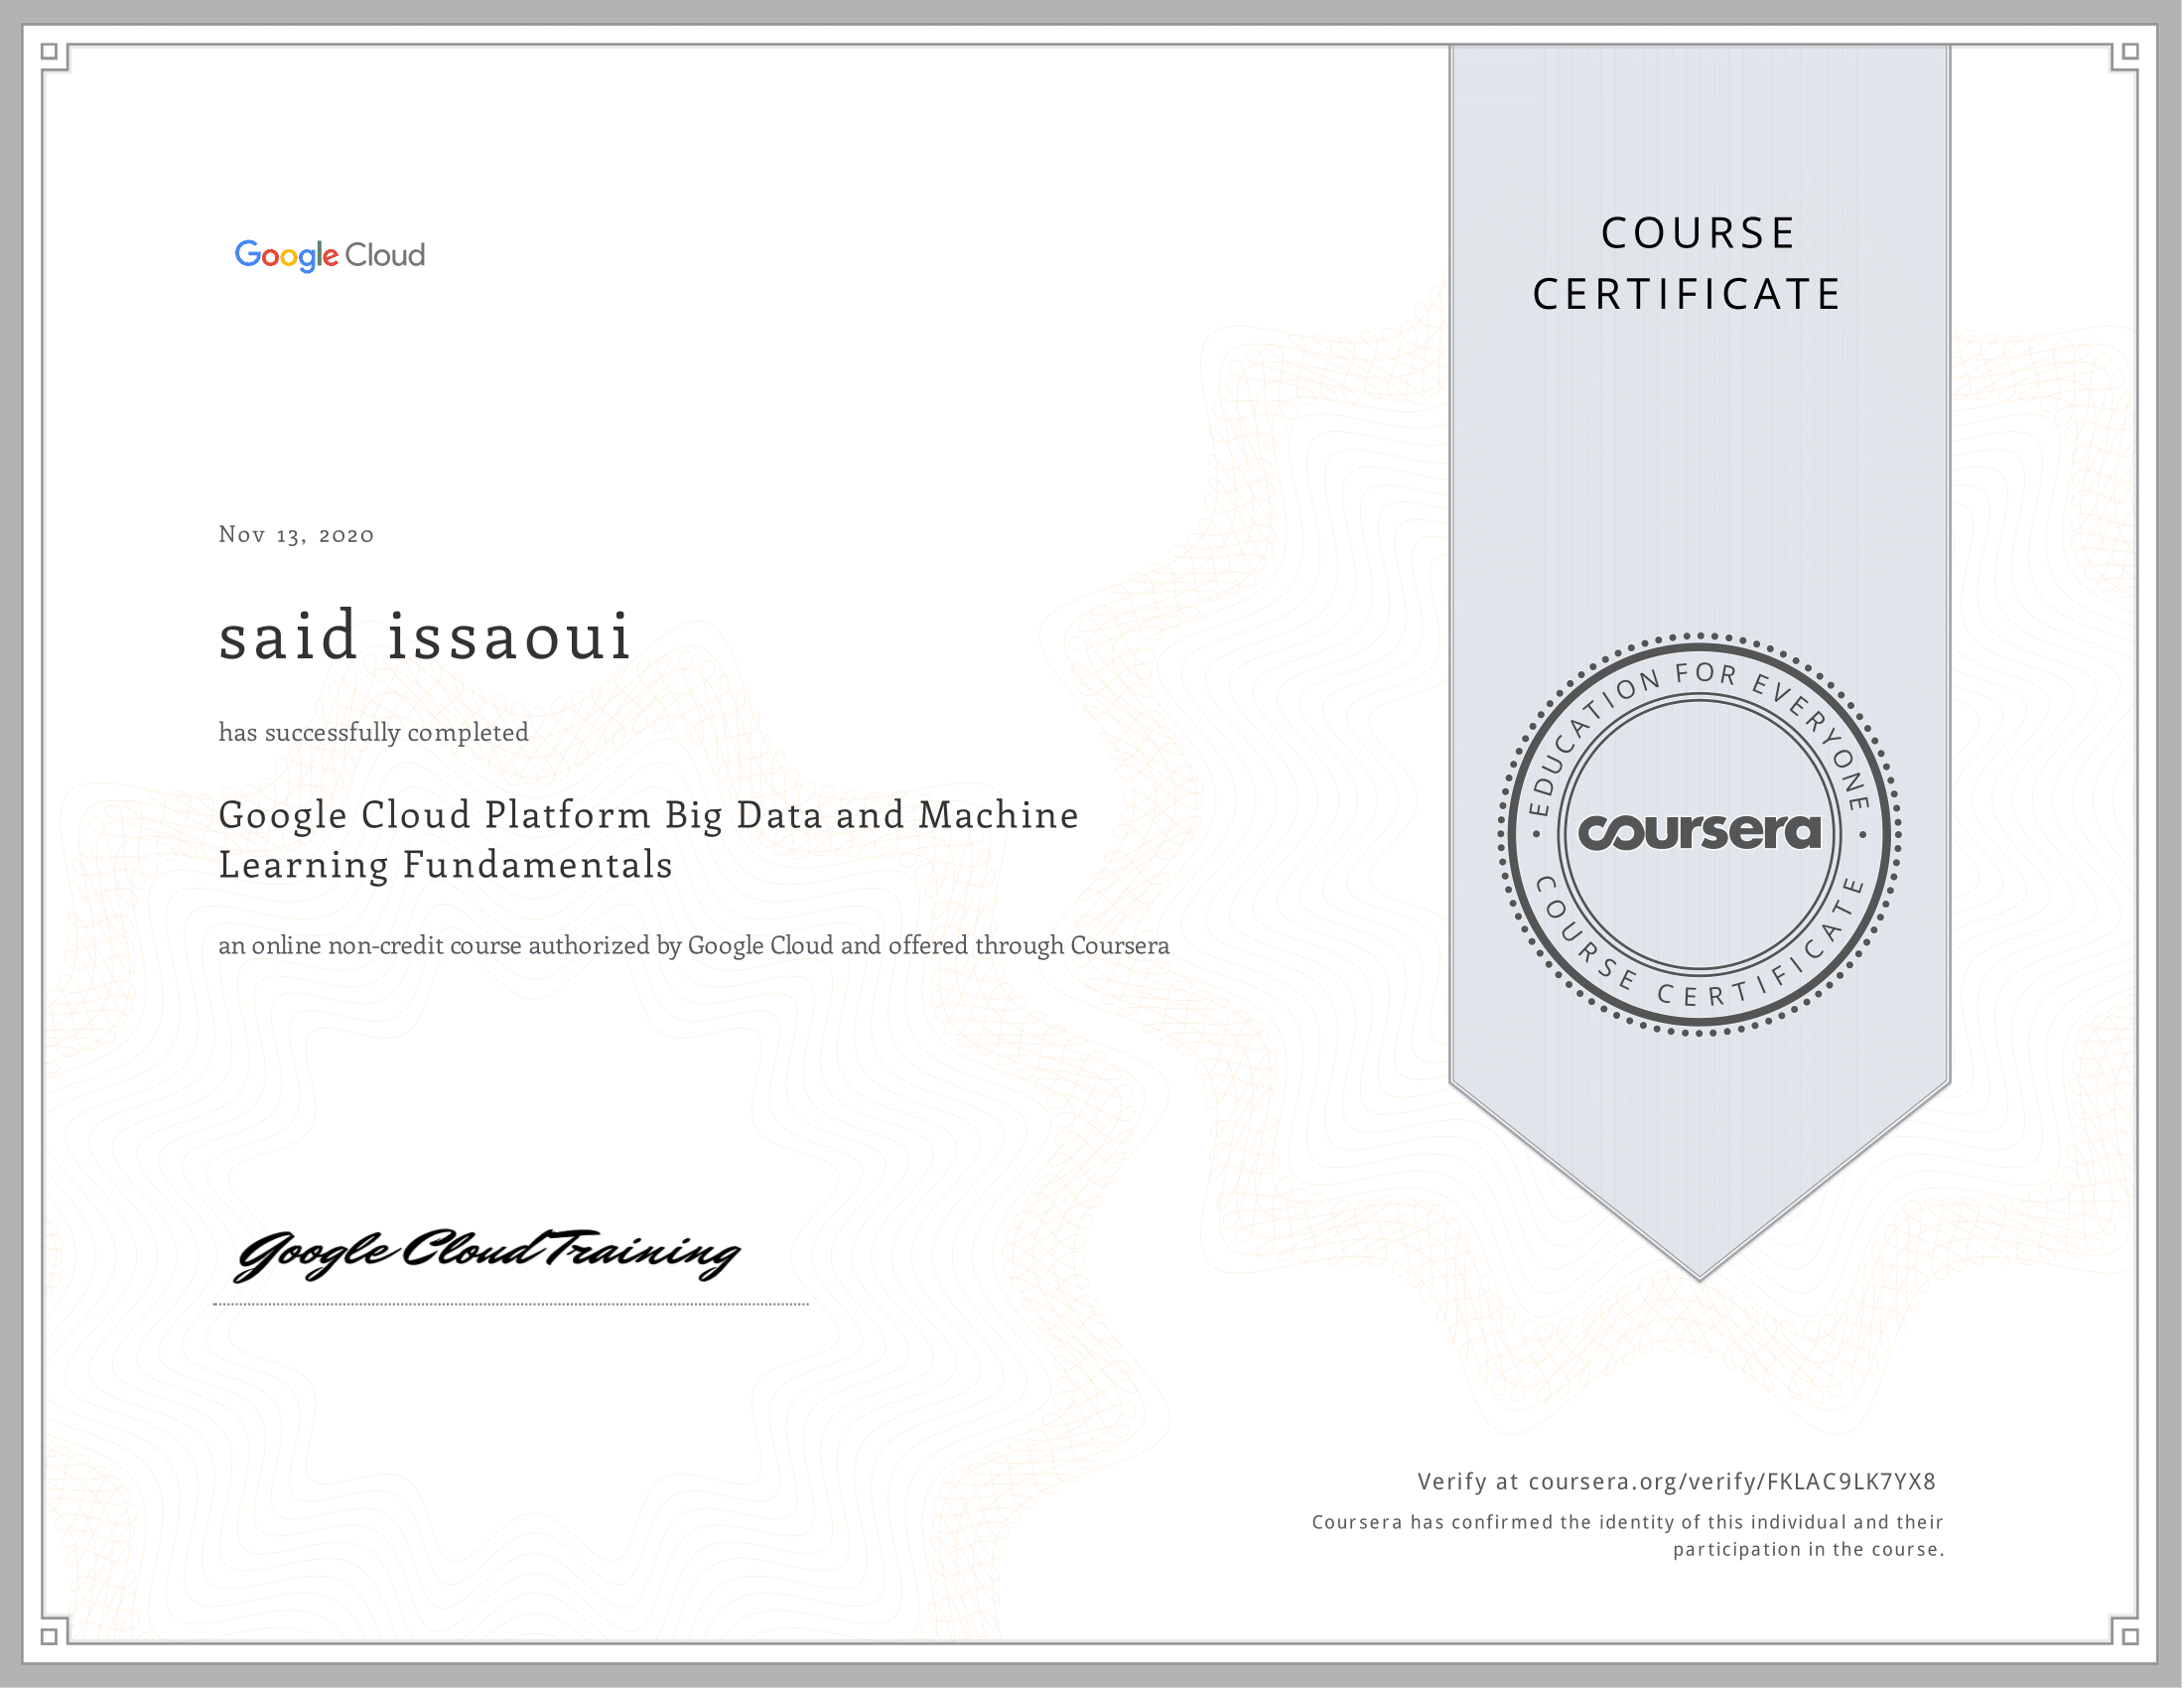 Google Cloud
COURSE
CERTIFICATE
Nov 13, 2020
said issaoui
has successfully completed
Google Cloud Platform Big Data and Machine
Learning Fundamentals
an online non-credit course authorized by Google Cloud and offered through Coursera
EDUCATION FOR EVERYONE
coursera
COURSE CERTIFICATE
Google Cloud Training
Verify at coursera.org/verify/FKLAC9LK7YX8
Coursera has confirmed the identity of this individual and their
participation in the course.